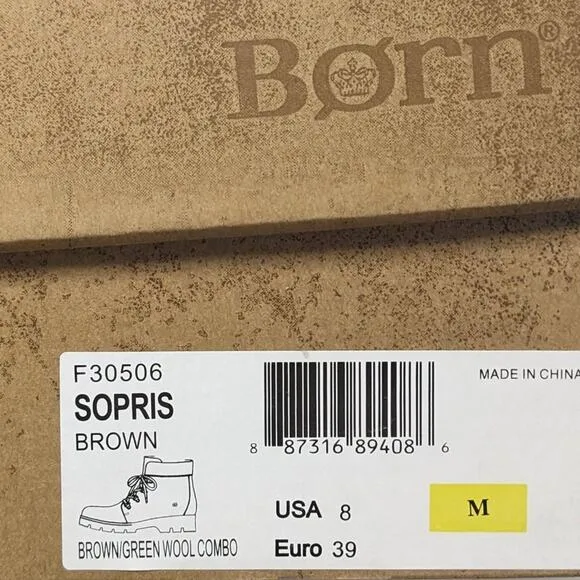 Børn®
F30506
SOPRIS
BROWN
8 87316 89408 6
MADE IN CHINA
USA 8
M
BROWN/GREEN WOOL COMBO
Euro 39